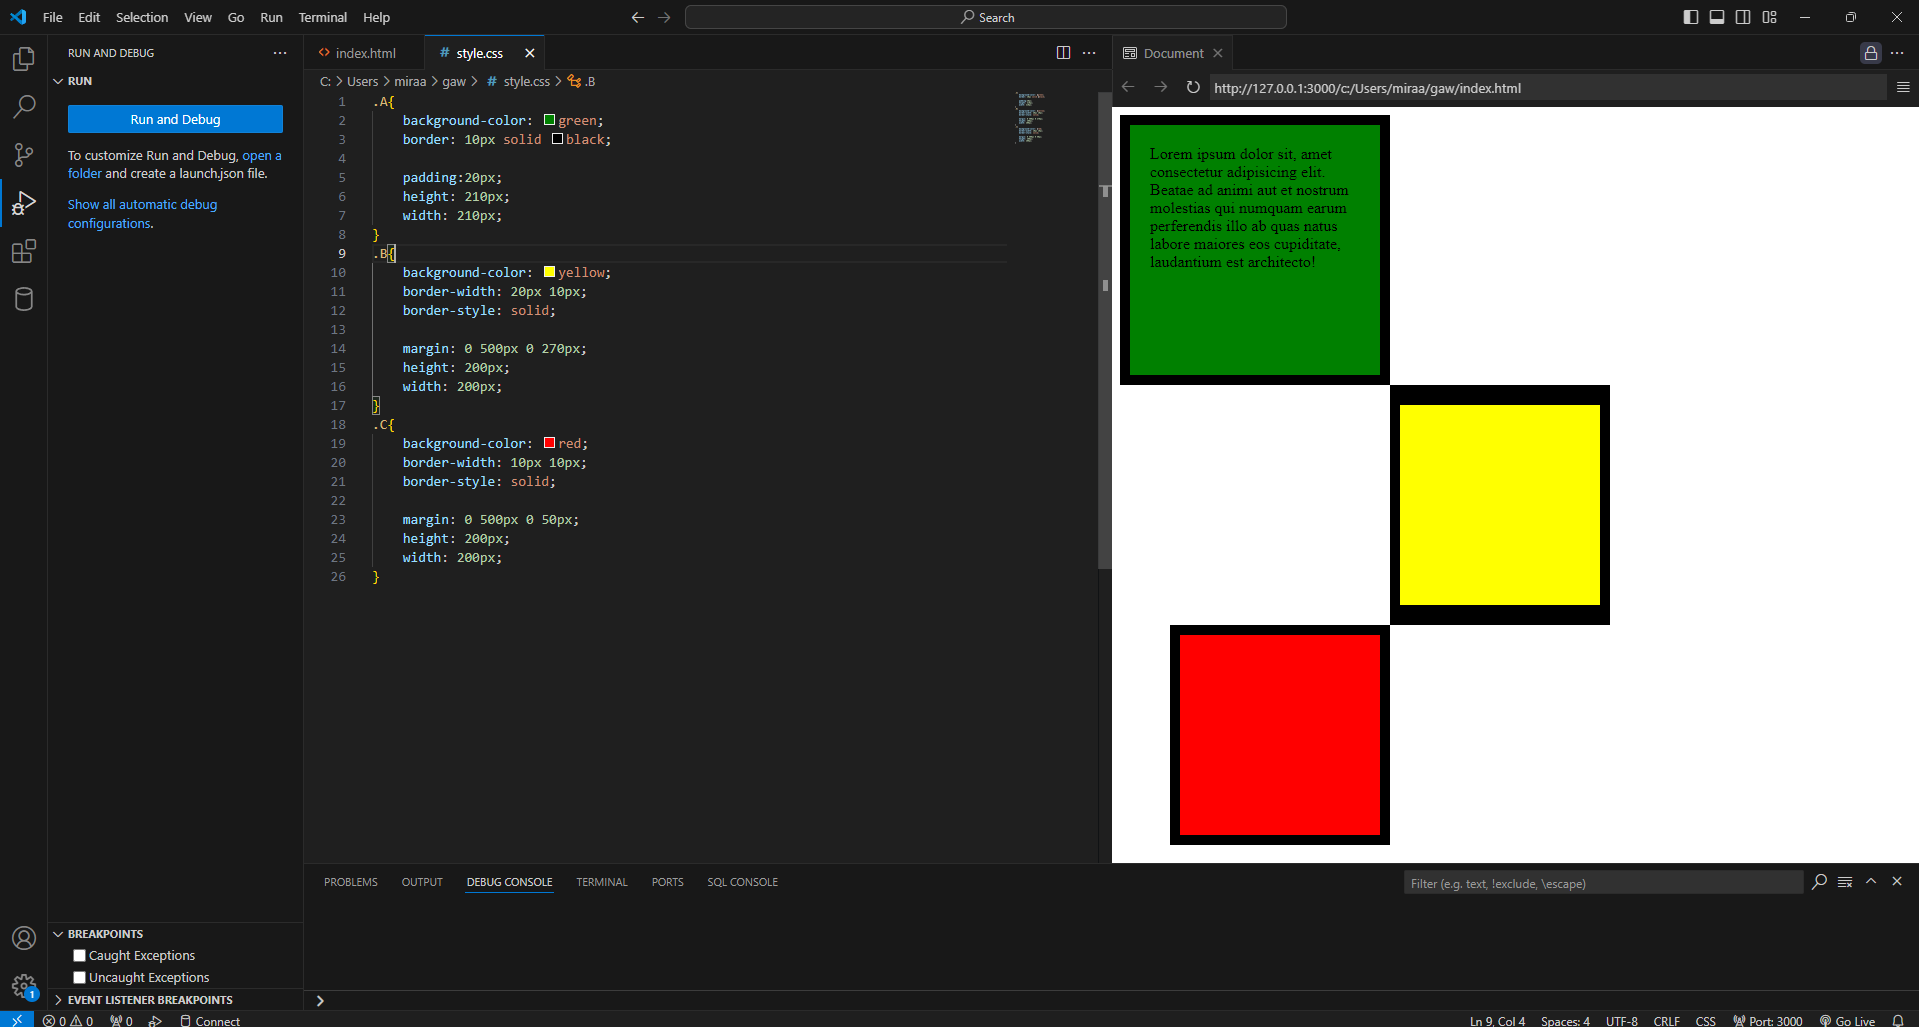 File Edit Selection View Go Run Terminal Help
Search
RUN AND DEBUG
RUN
Run and Debug
To customize Run and Debug, open a
folder and create a launch.json file.
Show all automatic debug
configurations.
BREAKPOINTS
Caught Exceptions
Uncaught Exceptions
EVENT LISTENER BREAKPOINTS
index.html
# style.css
C: > Users > miraa > gaw > # style.css > .B
1 .A{
2 background-color: green;
3 border: 10px solid black;
4
5 padding:20px;
6 height: 210px;
7 width: 210px;
8 }
9 .B{
10 background-color: yellow;
11 border-width: 20px 10px;
12 border-style: solid;
13
14 margin: 0 500px 0 270px;
15 height: 200px;
16 width: 200px;
17 }
18 .C{
19 background-color: red;
20 border-width: 10px 10px;
21 border-style: solid;
22
23 margin: 0 500px 0 50px;
24 height: 200px;
25 width: 200px;
26 }
Document
http://127.0.0.1:3000/c:/Users/miraa/gaw/index.html
Lorem ipsum dolor sit, amet
consectetur adipisicing elit.
Beatae ad animi aut et nostrum
molestias qui numquam earum
perferendis illo ab quas natus
labore maiores eos cupiditate,
laudantium est architecto!
PROBLEMS OUTPUT DEBUG CONSOLE TERMINAL PORTS SQL CONSOLE
Filter (e.g. text, !exclude, \escape)
1
0 0 0 Connect
Ln 9, Col 4 Spaces: 4 UTF-8 CRLF CSS Port: 3000 Go Live